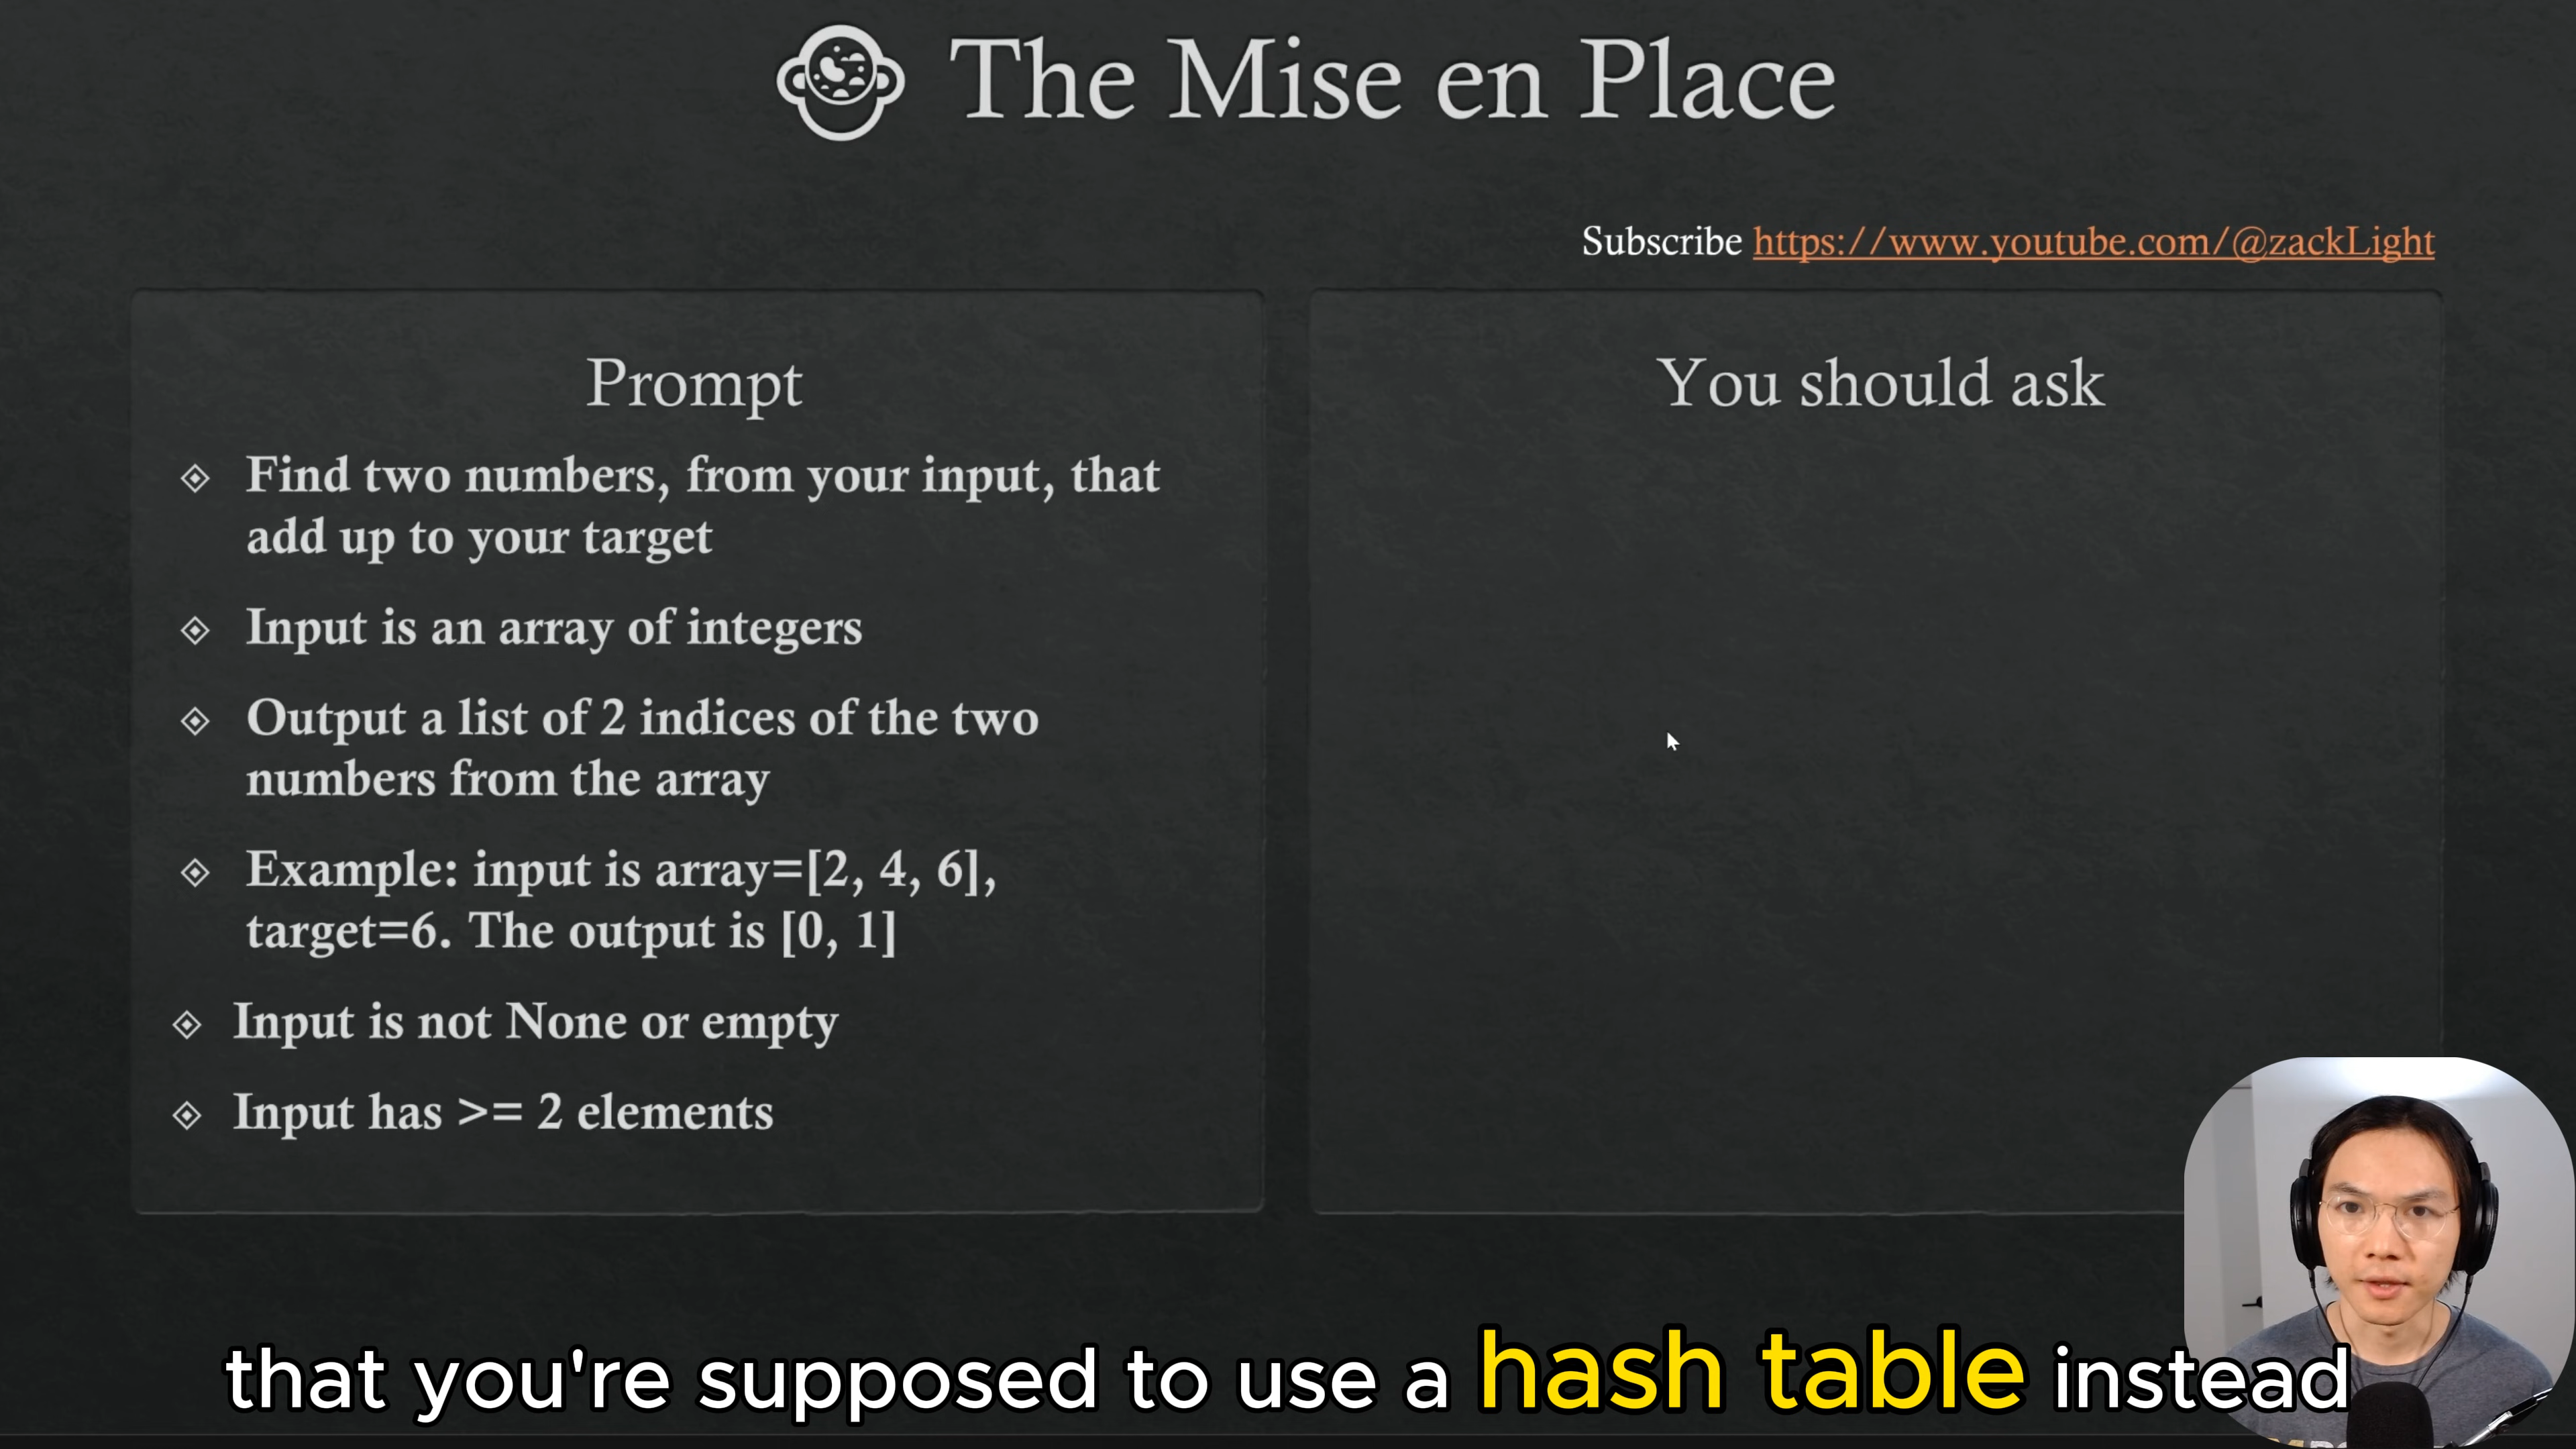 The Mise en Place
Subscribe https://www.youtube.com/@zackLight
Prompt
Find two numbers, from your input, that
add up to your target
Input is an array of integers
Output a list of 2 indices of the two
numbers from the array
Example: input is array=[2, 4, 6],
target=6. The output is [0, 1]
Input is not None or empty
Input has >= 2 elements
You should ask
that you're supposed to use a hash table instead